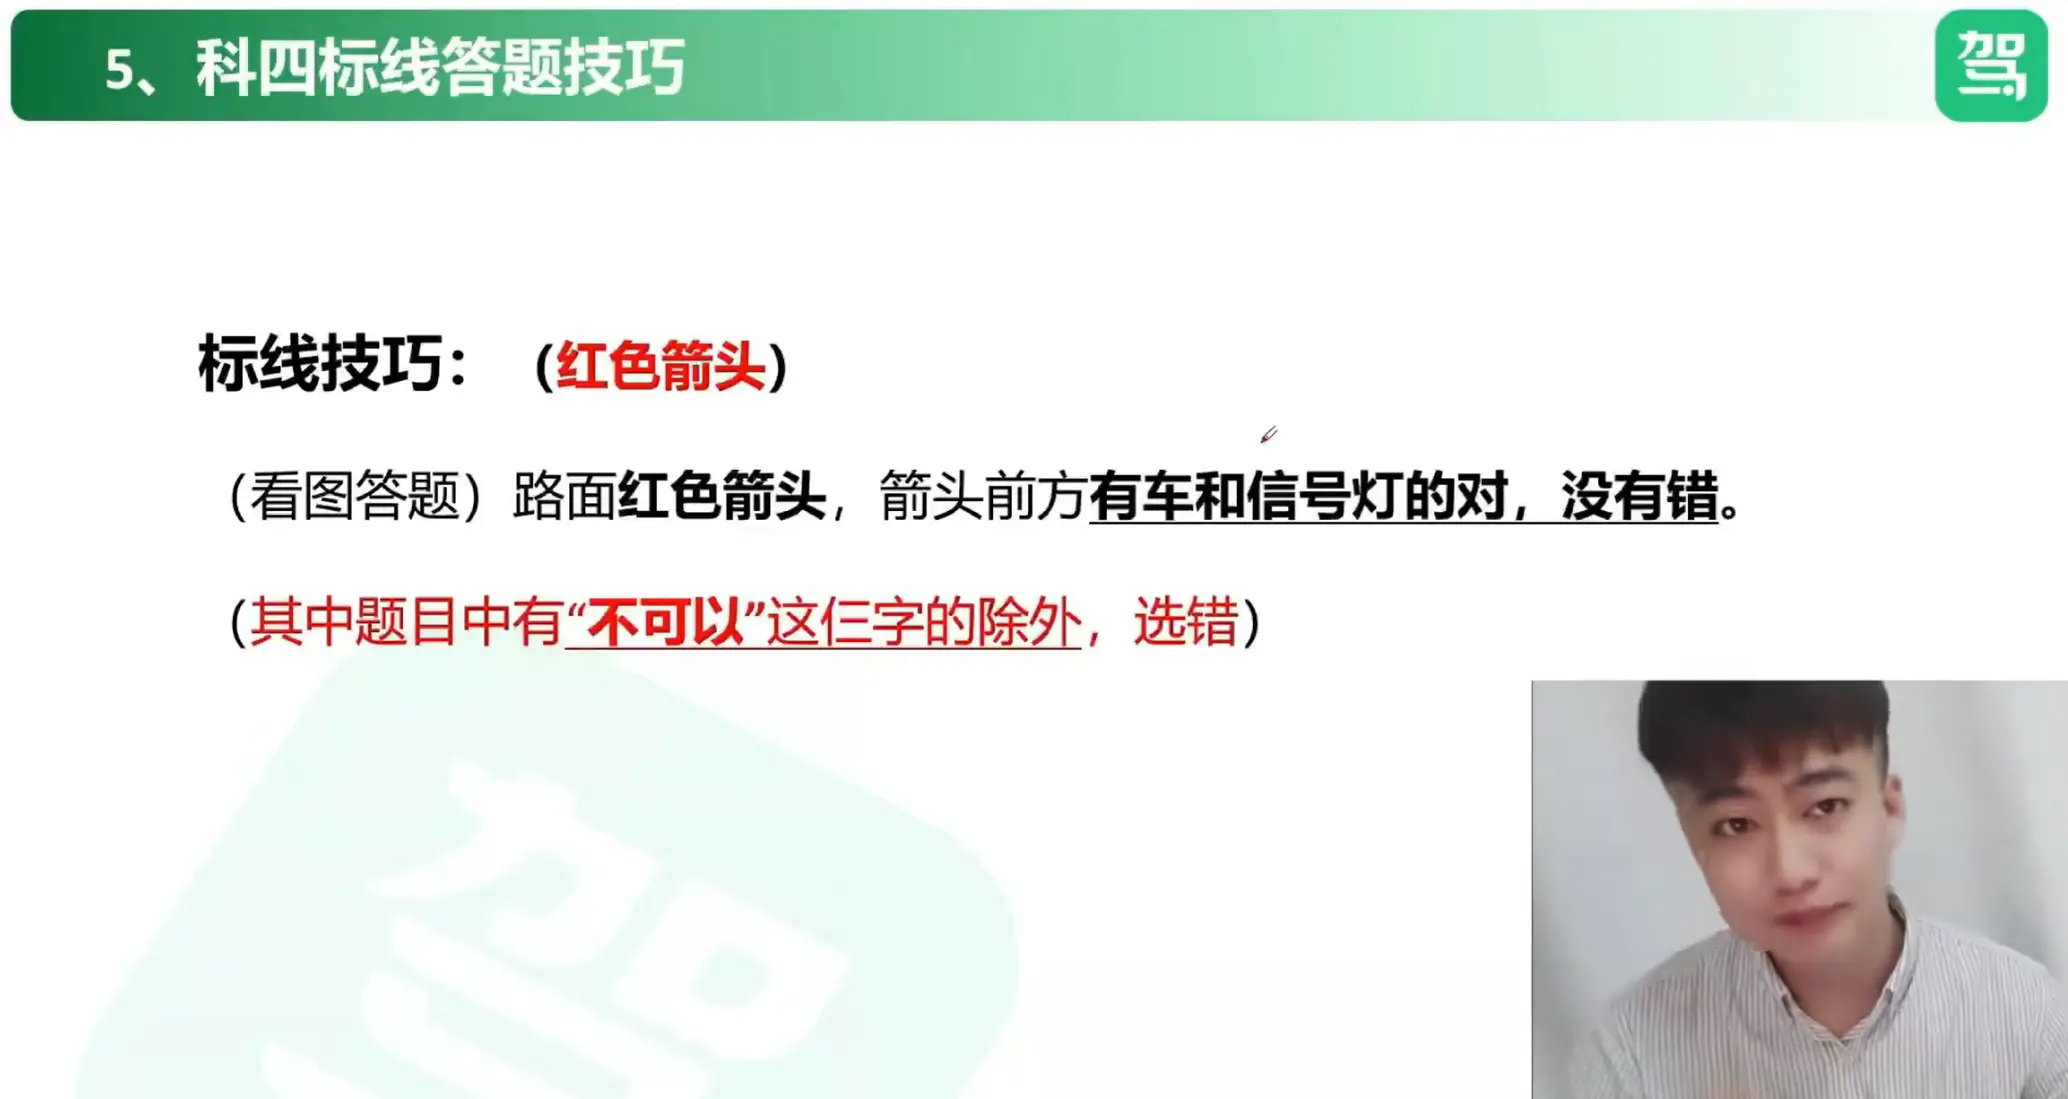 5、科四标线答题技巧
驾
标线技巧：（红色箭头）
（看图答题）路面红色箭头，箭头前方有车和信号灯的对，没有错。
（其中题目中有“不可以”这仨字的除外，选错）
驾